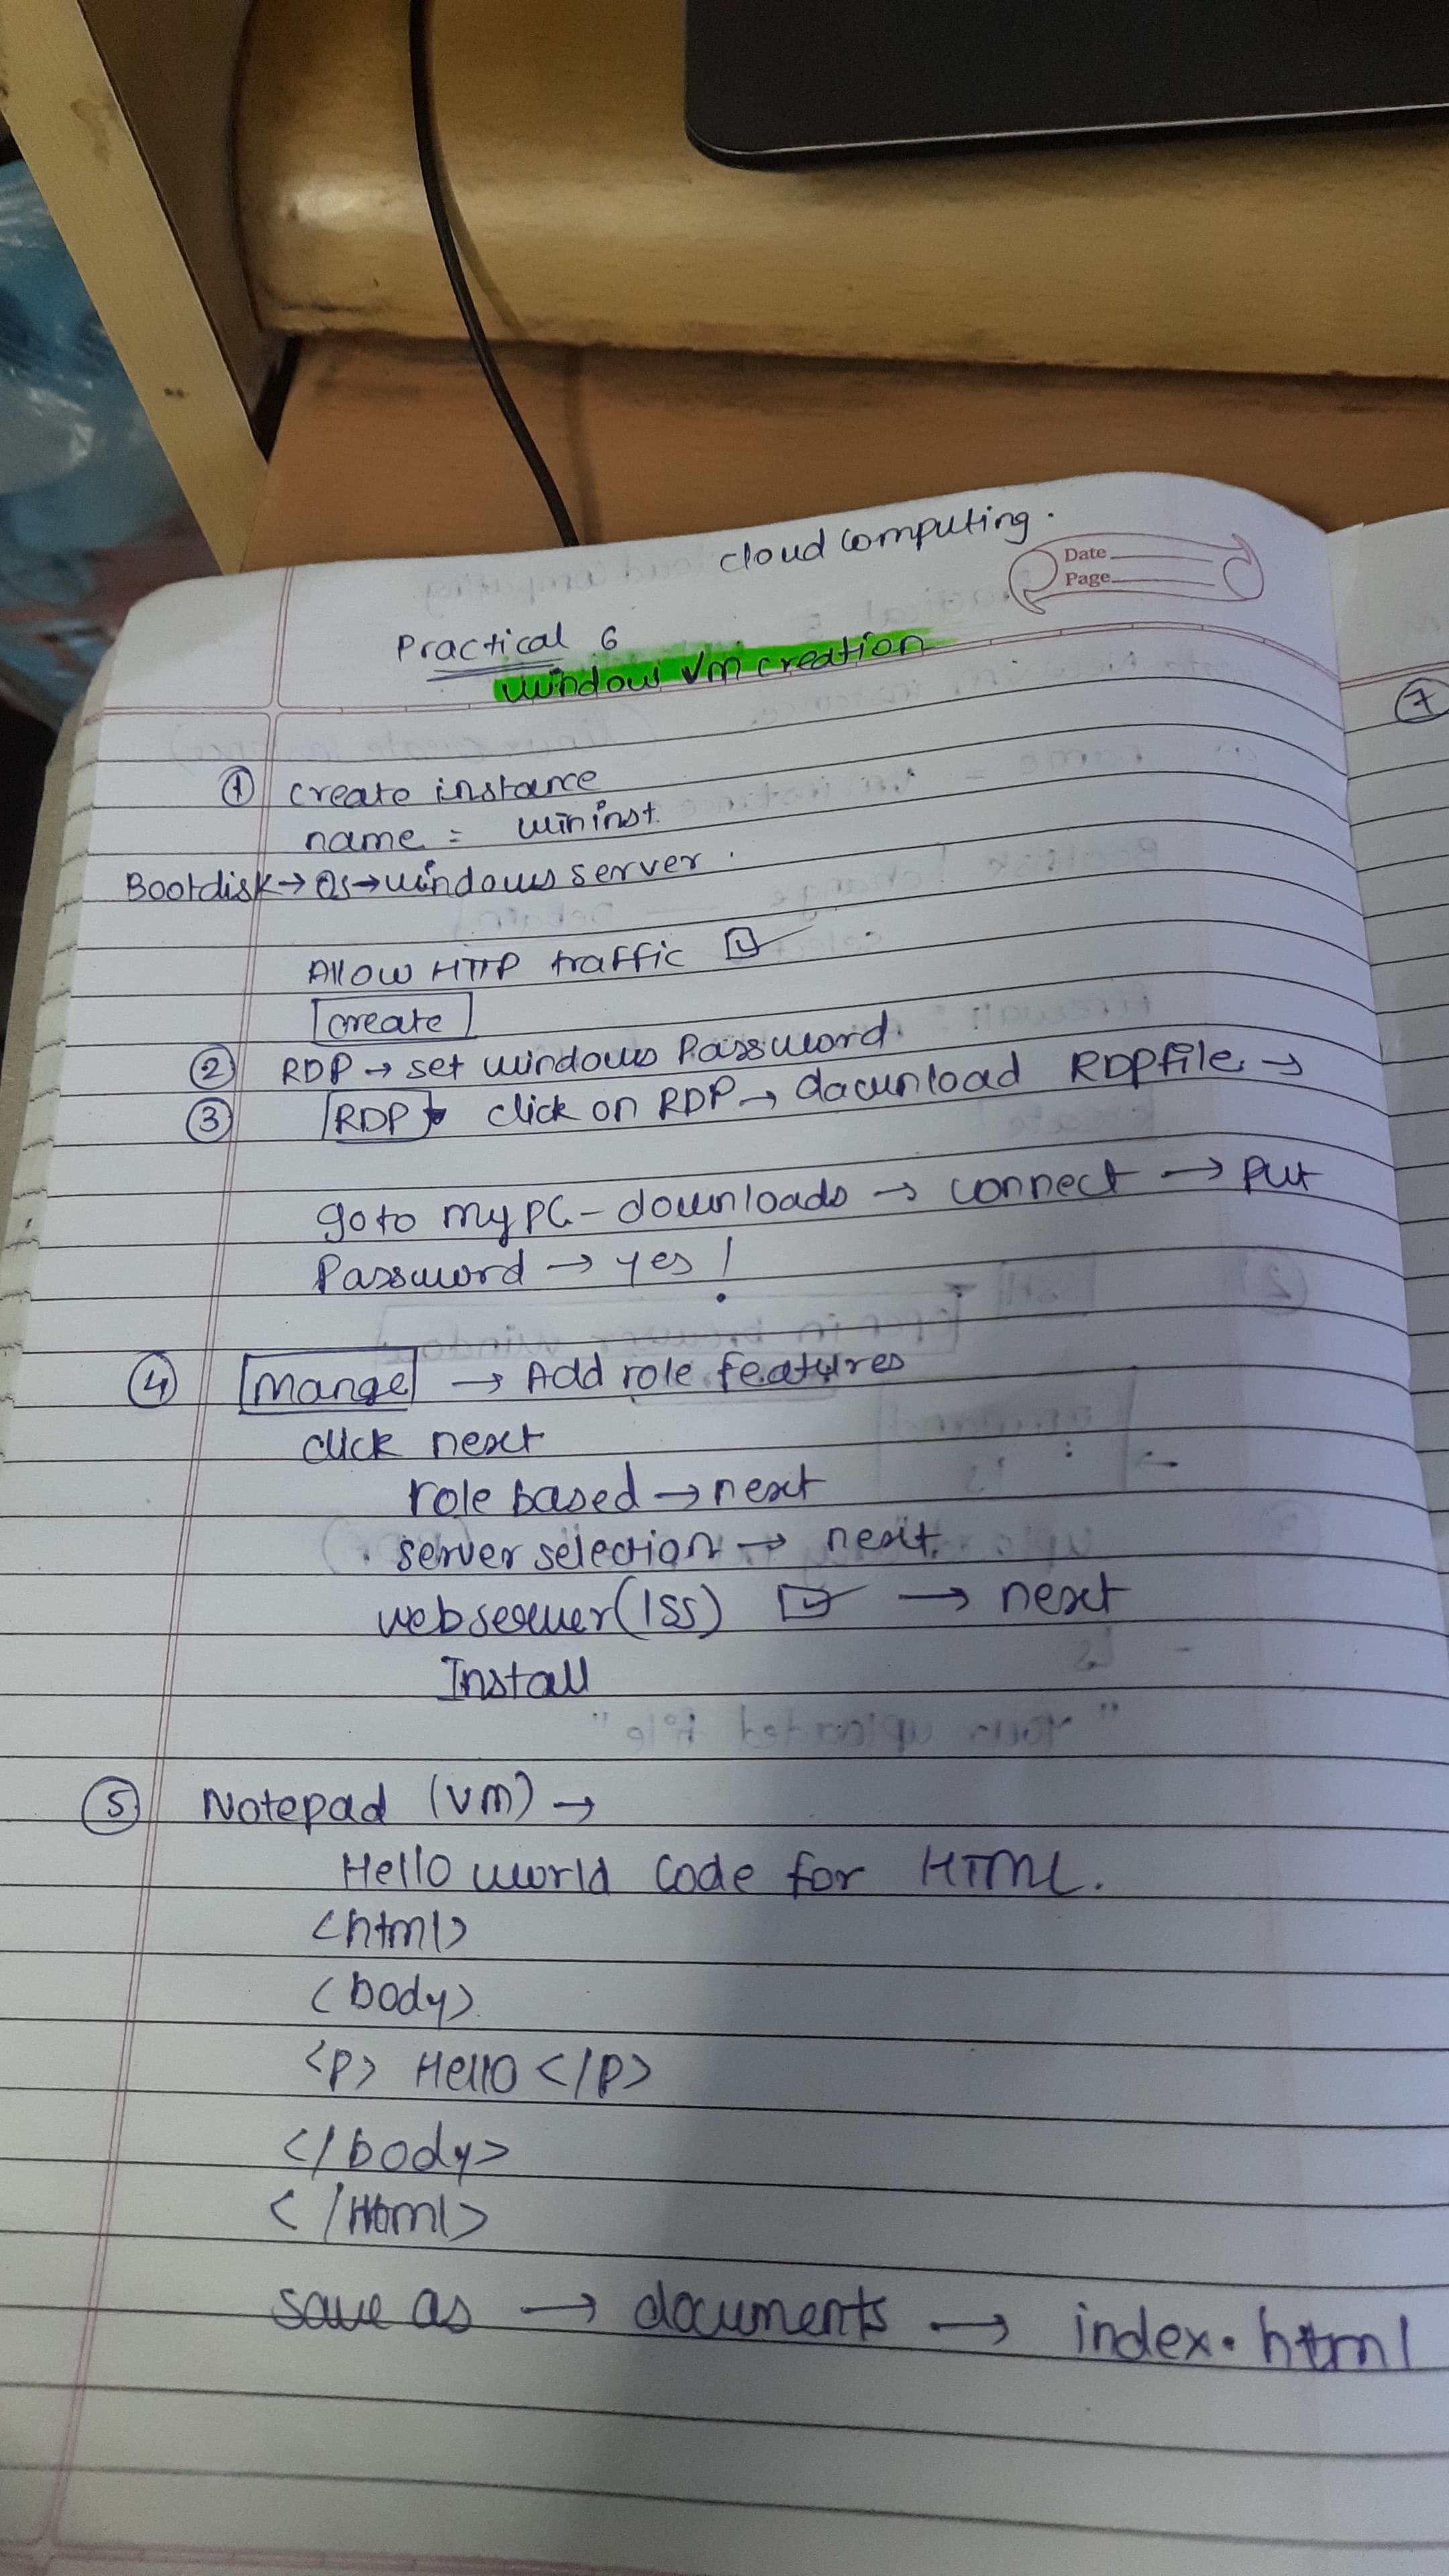 cloud computing.
Date
Page
Practical 6
Window Vm creation
① create instance
name = wininst.
Bootdisk → OS → windows server.
Allow HTTP traffic ☑
create
② RDP → set windows Password.
③ RDP click on RDP → dacunload RDPfile →
go to my PC - downloads → connect → put
Password → yes !
④ Mange → Add role features
click next
role based → next
server selection → next.
webserver (ISS) ☑ → next
Install
⑤ Notepad (VM) →
Hello world code for HTML.
<html>
<body>
<p> Hello </p>
</body>
</Html>
save as → documents → index.html
⑦